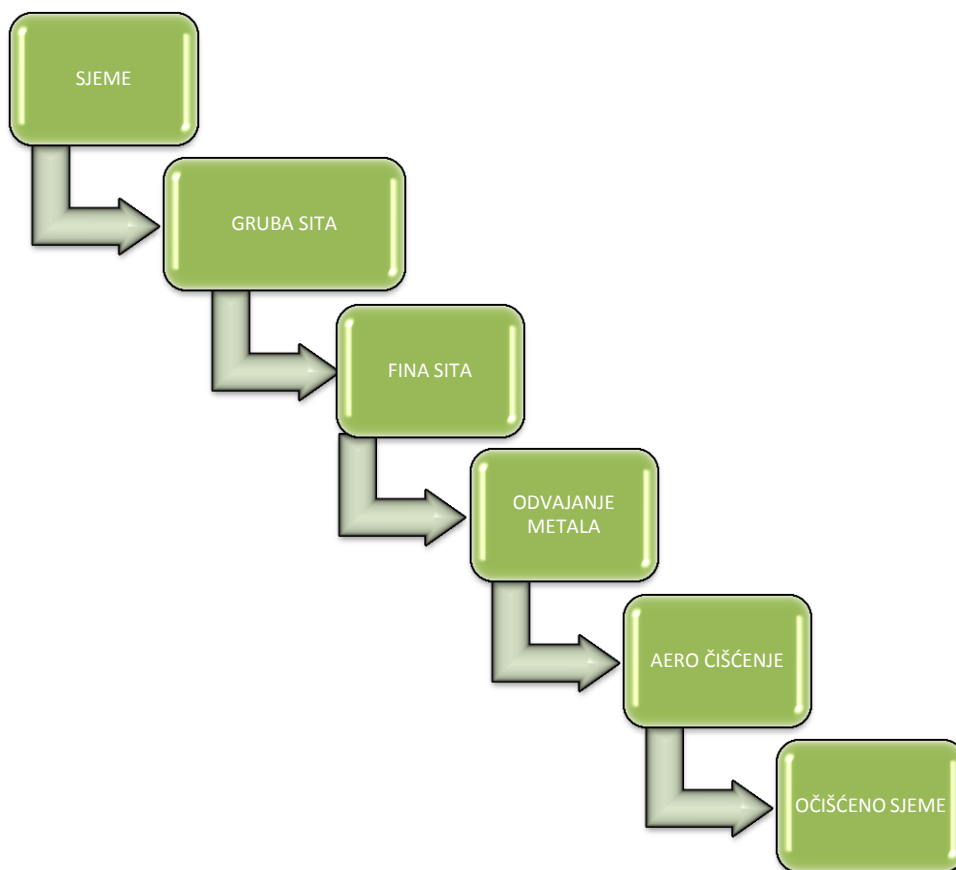 SJEME
GRUBA SITA
FINA SITA
ODVAJANJE
METALA
AERO ČIŠĆENJE
OČIŠĆENO SJEME